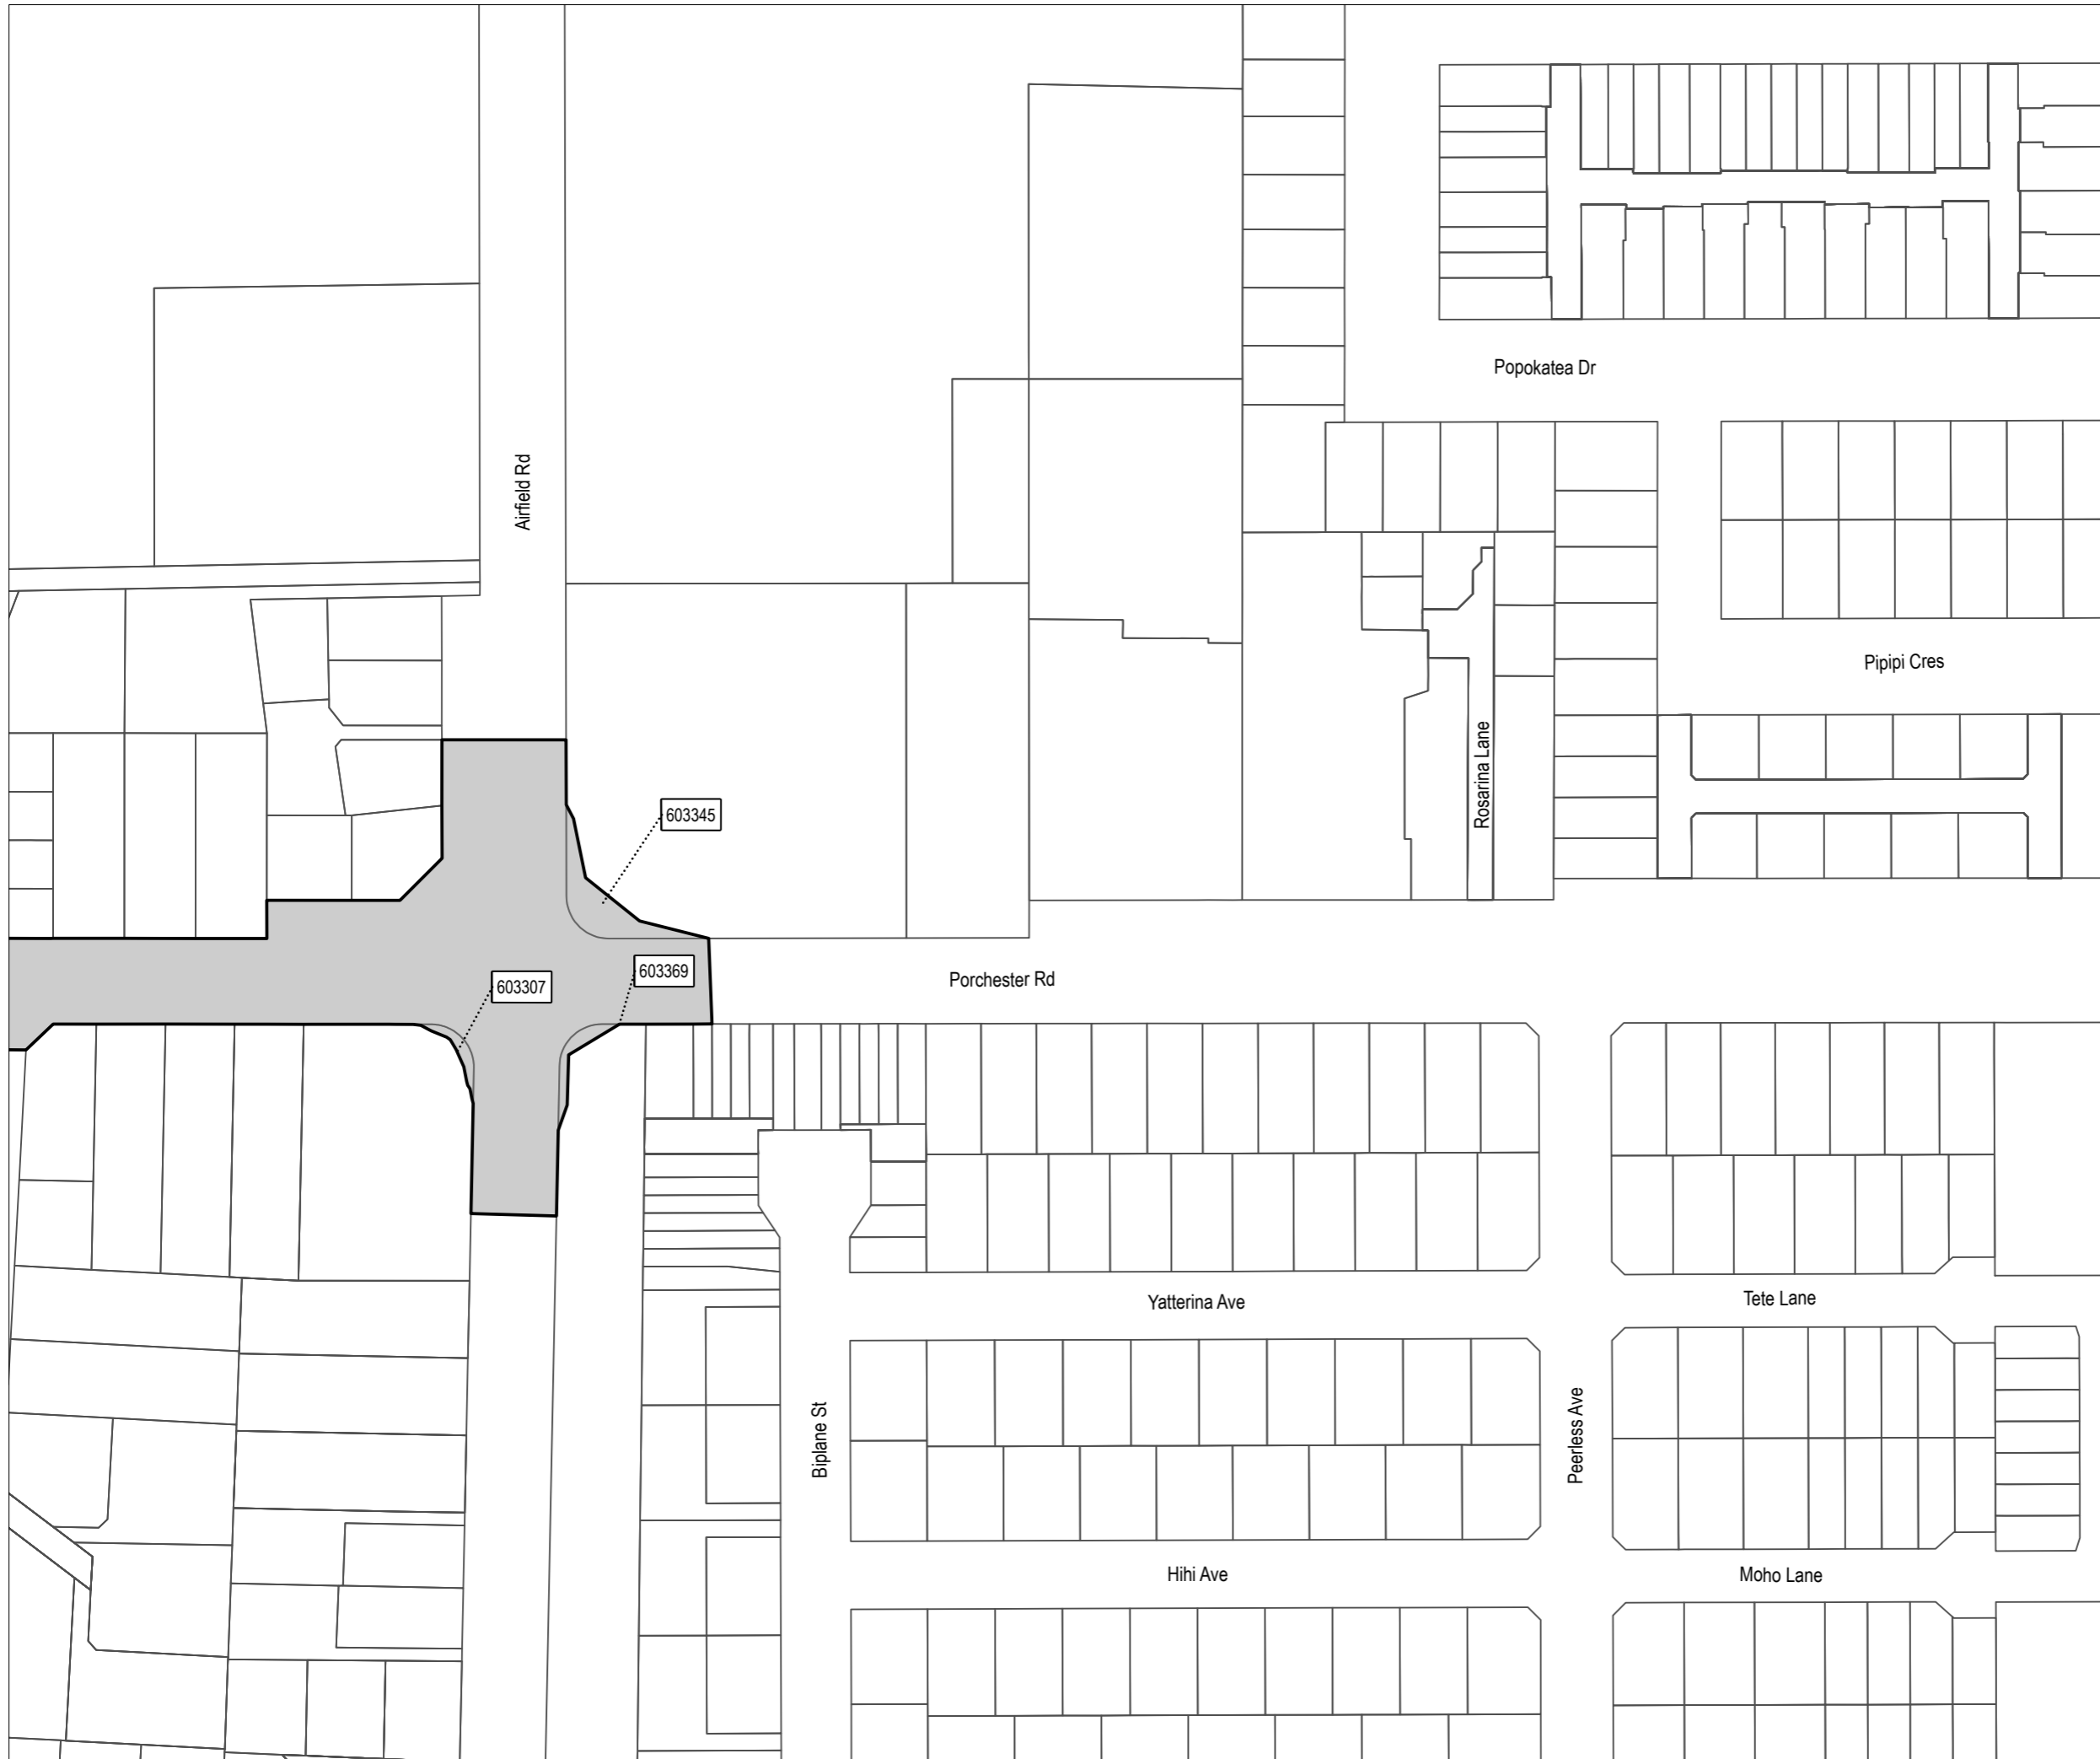 Popokatea Dr
Airfield Rd
Pipipi Cres
Rosarina Lane
603345
603369
603307
Porchester Rd
Yatterina Ave
Tete Lane
Biplane St
Peerless Ave
Hihi Ave
Moho Lane